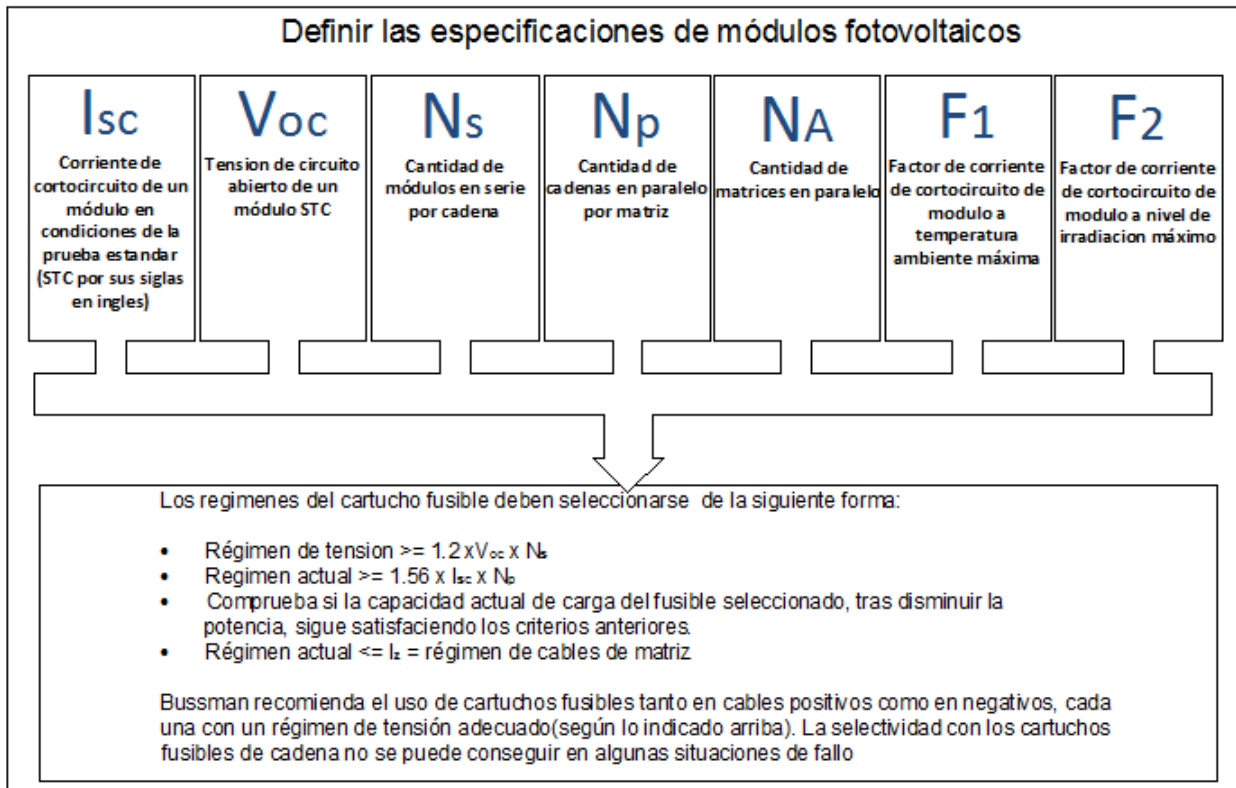 Definir las especificaciones de módulos fotovoltaicos
Isc
Corriente de
cortocircuito de un
módulo en
condiciones de la
prueba estandar
(STC por sus siglas
en ingles)
Voc
Tension de circuito
abierto de un
módulo STC
Ns
Cantidad de
módulos en serie
por cadena
Np
Cantidad de
cadenas en paralelo
por matriz
NA
Cantidad de
matrices en paralelo
F1
Factor de corriente
de cortocircuito de
modulo a
temperatura
ambiente máxima
F2
Factor de corriente
de cortocircuito de
modulo a nivel de
irradiacion máximo
Los regimenes del cartucho fusible deben seleccionarse de la siguiente forma:
• Régimen de tension >= 1.2 xVoc x Ns
• Regimen actual >= 1.56 x Isc x Np
• Comprueba si la capacidad actual de carga del fusible seleccionado, tras disminuir la
potencia, sigue satisfaciendo los criterios anteriores.
• Régimen actual <= Iz = régimen de cables de matriz
Bussman recomienda el uso de cartuchos fusibles tanto en cables positivos como en negativos, cada
una con un régimen de tensión adecuado(según lo indicado arriba). La selectividad con los cartuchos
fusibles de cadena no se puede conseguir en algunas situaciones de fallo